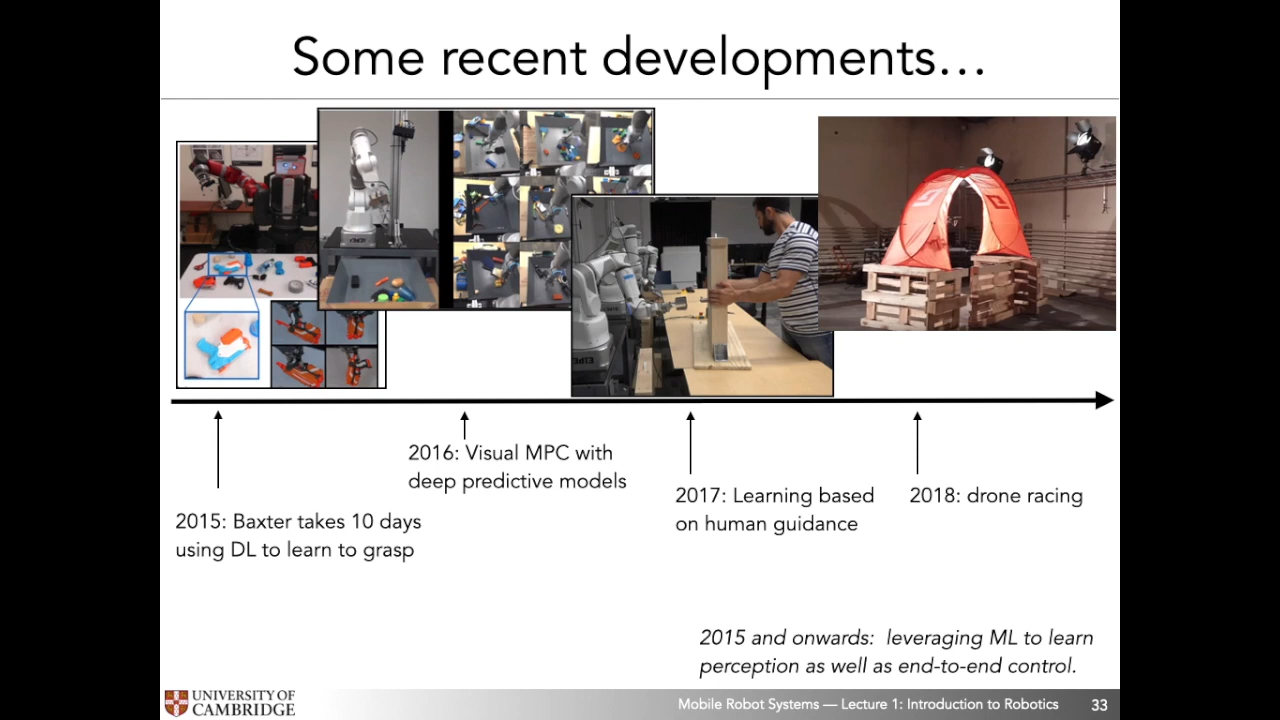 Some recent developments…
2016: Visual MPC with
deep predictive models
2017: Learning based
on human guidance
2018: drone racing
2015: Baxter takes 10 days
using DL to learn to grasp
2015 and onwards: leveraging ML to learn
perception as well as end-to-end control.
UNIVERSITY OF
CAMBRIDGE
Mobile Robot Systems — Lecture 1: Introduction to Robotics 33